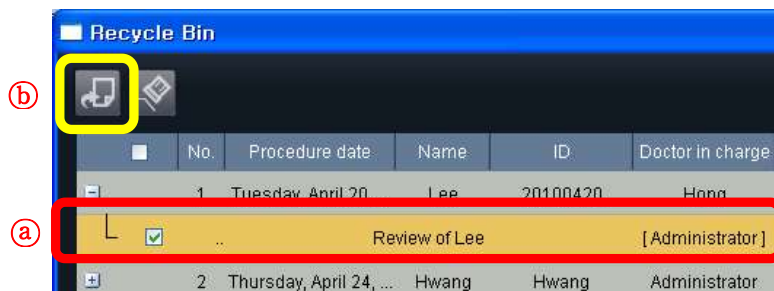 Recycle Bin
ⓑ
No. Procedure date Name ID Doctor in charge
1 Tuesday, April 20 Lee 20100420 Hong
ⓐ
.. Review of Lee [Administrator]
2 Thursday, April 24, ... Hwang Hwang Administrator